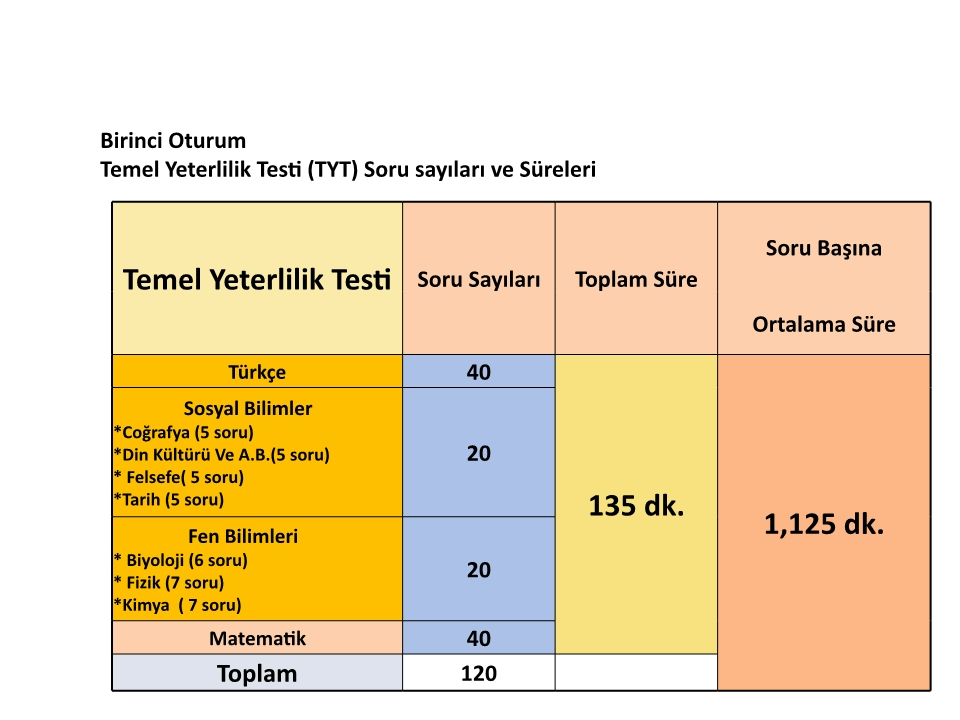 Birinci Oturum
Temel Yeterlilik Testi (TYT) Soru sayıları ve Süreleri
Temel Yeterlilik Testi
Soru Sayıları
Toplam Süre
Soru Başına
Ortalama Süre
Türkçe
40
135 dk.
1,125 dk.
Sosyal Bilimler
*Coğrafya (5 soru)
*Din Kültürü Ve A.B.(5 soru)
* Felsefe( 5 soru)
*Tarih (5 soru)
20
Fen Bilimleri
* Biyoloji (6 soru)
* Fizik (7 soru)
*Kimya  ( 7 soru)
20
Matematik
40
Toplam
120